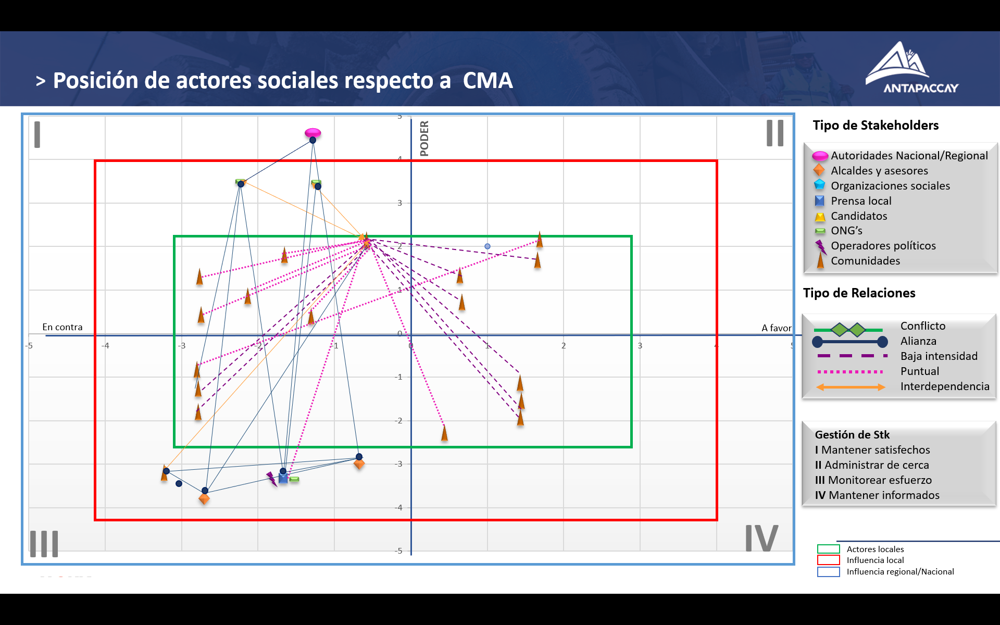 > Posición de actores sociales respecto a CMA
ANTAPACCAY
I
II
III
IV
PODER
En contra
A favor
5
4
3
2
1
0
-1
-2
-3
-4
-5
-5
-4
-3
-2
-1
0
1
2
3
4
5
Tipo de Stakeholders
Autoridades Nacional/Regional
Alcaldes y asesores
Organizaciones sociales
Prensa local
Candidatos
ONG's
Operadores políticos
Comunidades
Tipo de Relaciones
Conflicto
Alianza
Baja intensidad
Puntual
Interdependencia
Gestión de Stk
I Mantener satisfechos
II Administrar de cerca
III Monitorear esfuerzo
IV Mantener informados
Actores locales
Influencia local
Influencia regional/Nacional